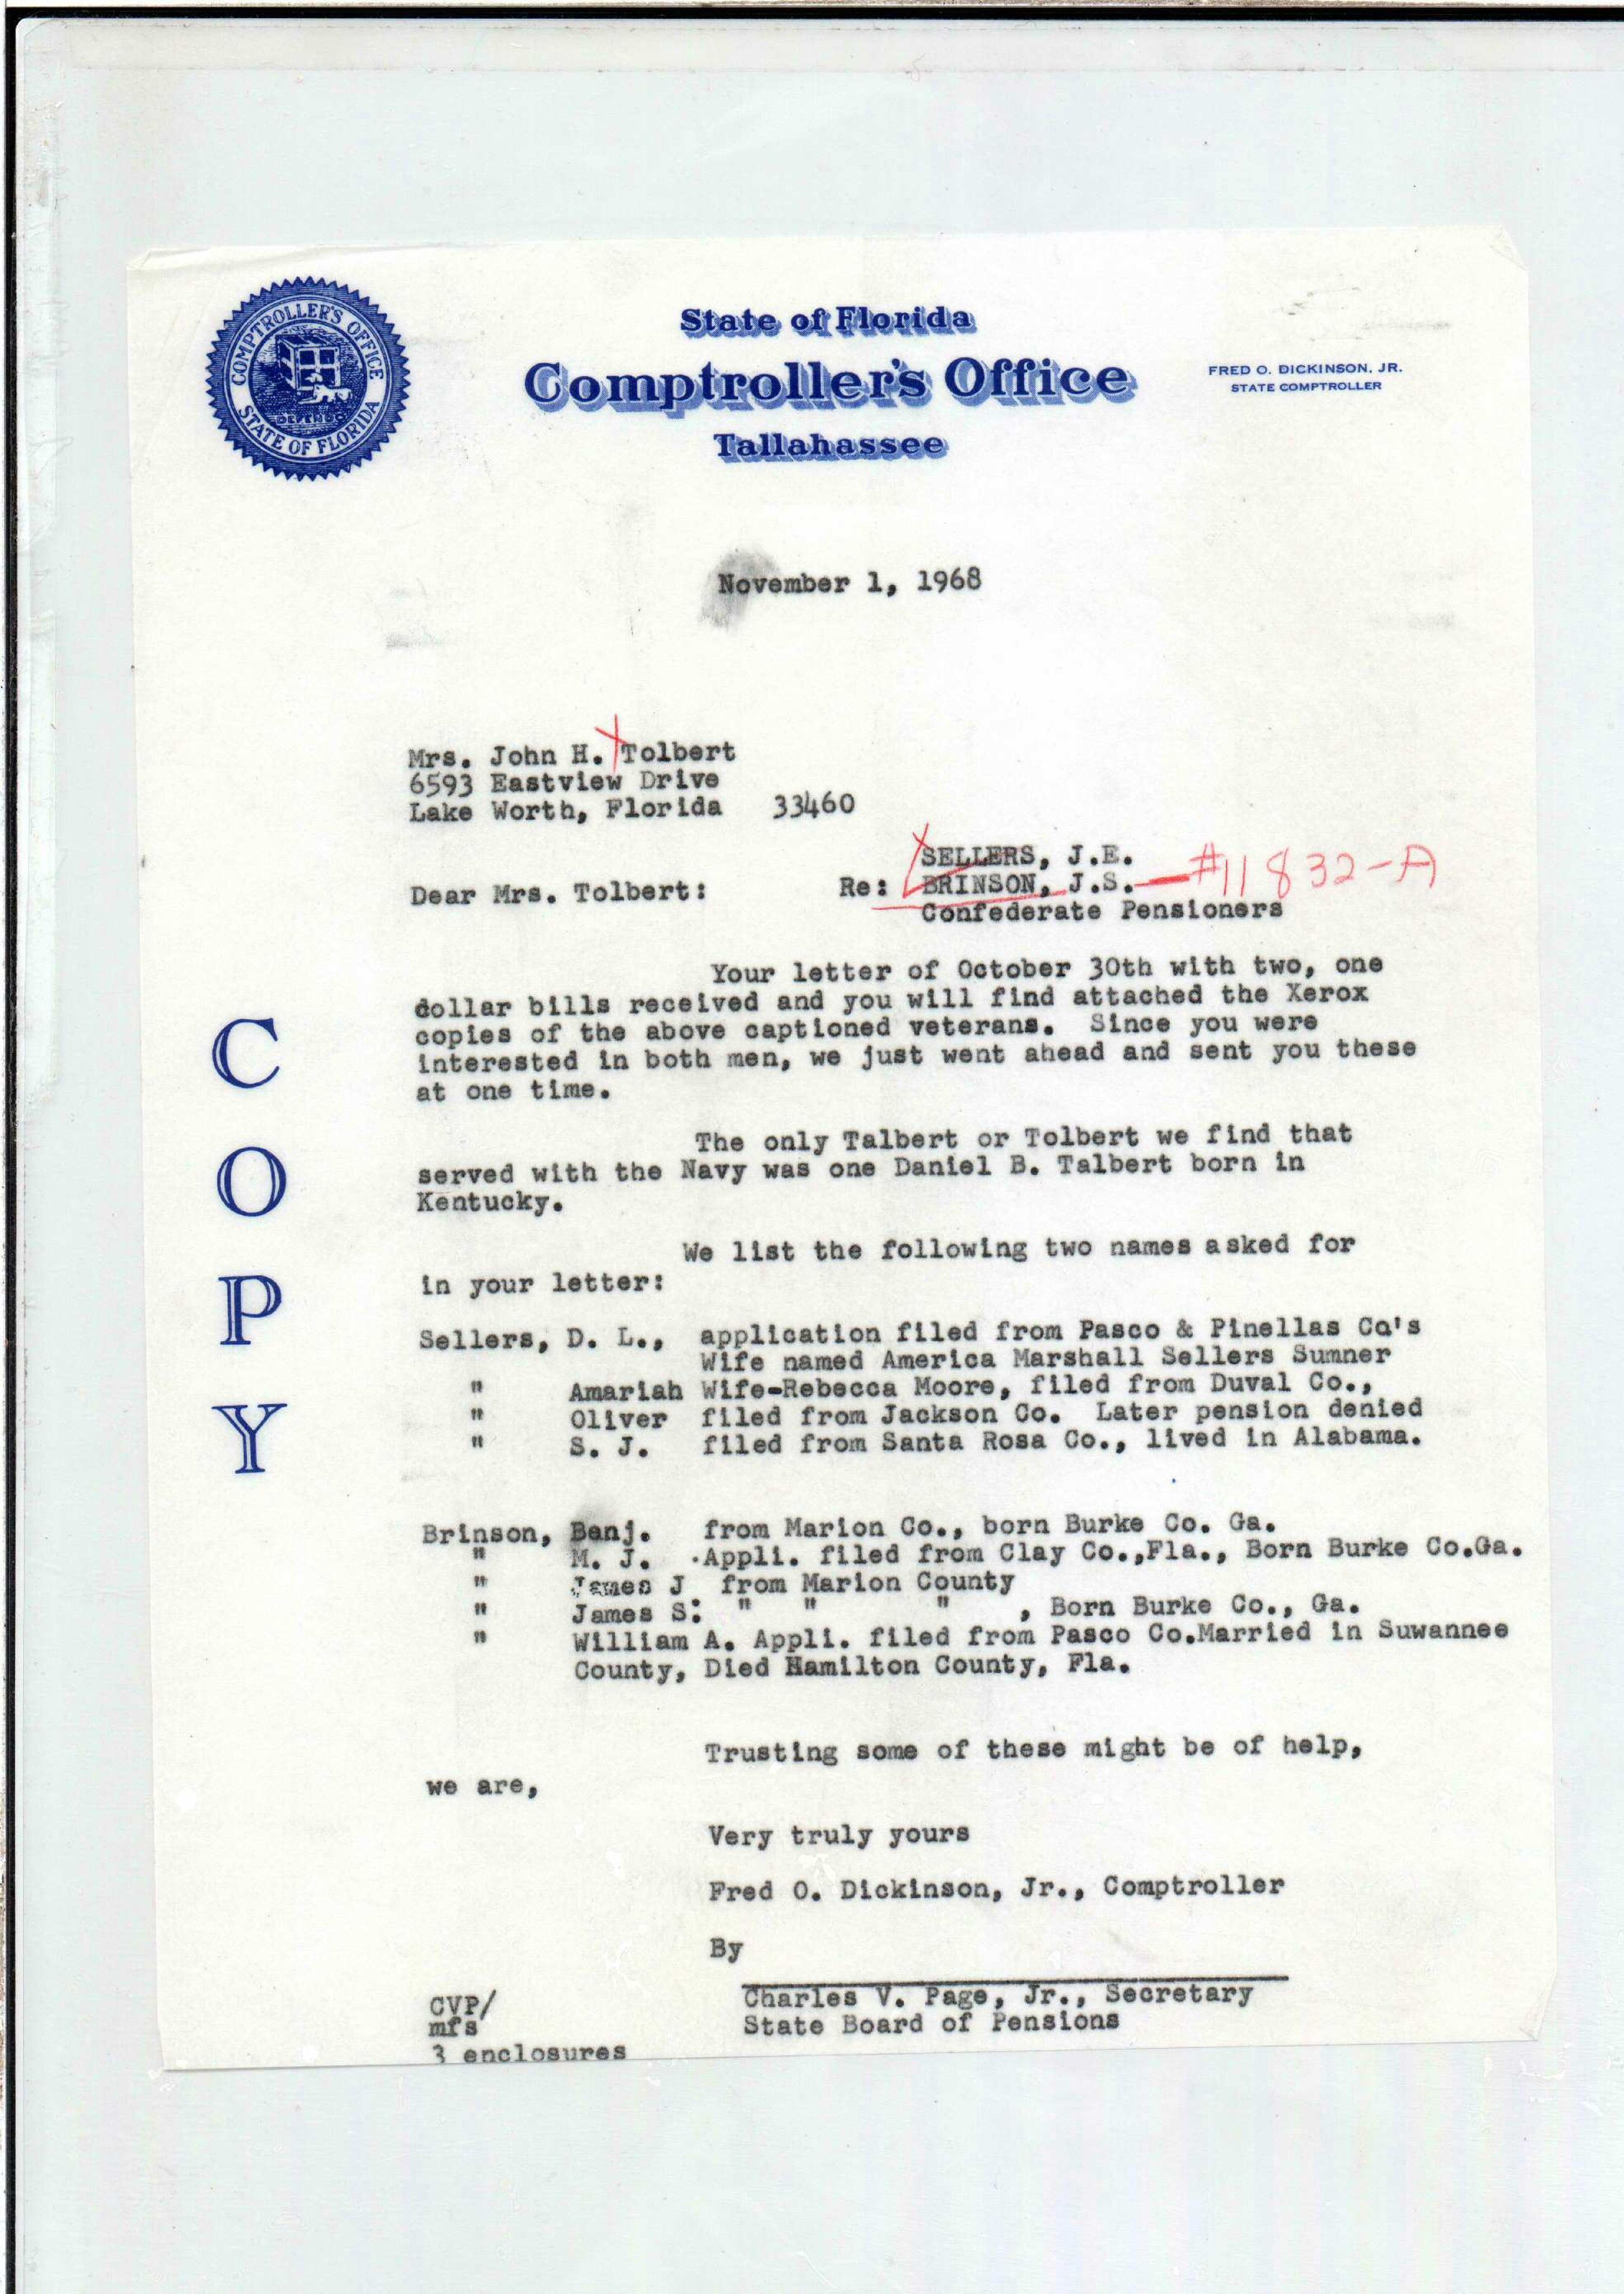 COMPTROLLER'S OFFICE
STATE OF FLORIDA
State of Florida
Comptroller's Office
Tallahassee
FRED O. DICKINSON, JR.
STATE COMPTROLLER
November 1, 1968
Mrs. John H. Tolbert
6593 Eastview Drive
Lake Worth, Florida 33460
SELLERS, J.E.
Dear Mrs. Tolbert: Re: BRINSON, J.S. #11832-A
Confederate Pensioners
Your letter of October 30th with two, one
dollar bills received and you will find attached the Xerox
copies of the above captioned veterans. Since you were
interested in both men, we just went ahead and sent you these
at one time.
The only Talbert or Tolbert we find that
served with the Navy was one Daniel B. Talbert born in
Kentucky.
We list the following two names asked for
in your letter:
Sellers, D. L., application filed from Pasco & Pinellas Co's
Wife named America Marshall Sellers Sumner
" Amariah Wife-Rebecca Moore, filed from Duval Co.,
" Oliver filed from Jackson Co. Later pension denied
" S. J. filed from Santa Rosa Co., lived in Alabama.
Brinson, Benj. from Marion Co., born Burke Co. Ga.
" M. J. Appli. filed from Clay Co.,Fla., Born Burke Co.Ga.
" James J from Marion County
" James S: " " " , Born Burke Co., Ga.
" William A. Appli. filed from Pasco Co.Married in Suwannee
County, Died Hamilton County, Fla.
Trusting some of these might be of help,
we are,
Very truly yours
Fred O. Dickinson, Jr., Comptroller
By
Charles V. Page, Jr., Secretary
State Board of Pensions
CVP/
mfs
3 enclosures
C
O
P
Y